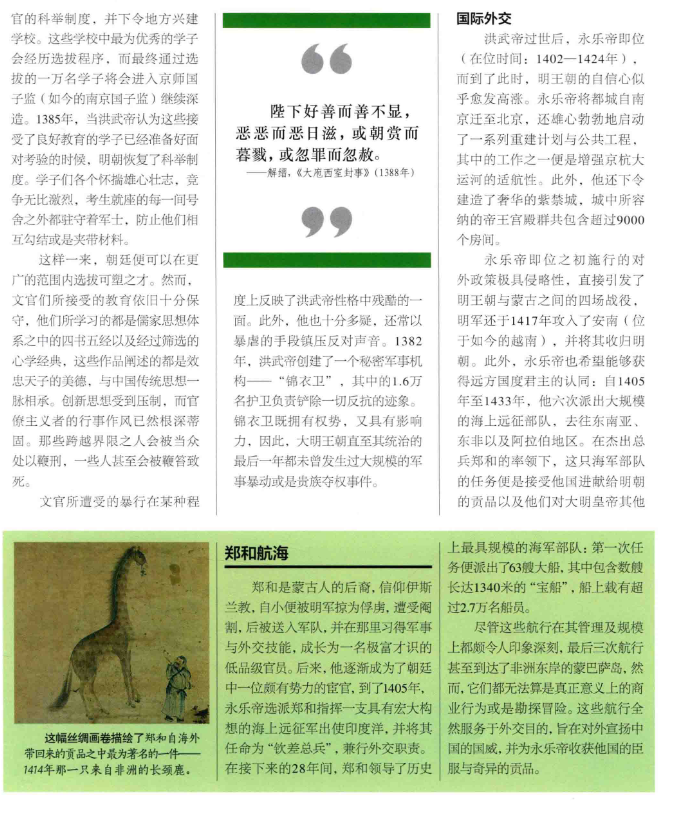 官的科举制度，并下令地方兴建
学校。这些学校中最为优秀的学子
会经历选拔程序，而最终通过选
拔的一万名学子将会进入京师国
子监（如今的南京国子监）继续深
造。1385年，当洪武帝认为这些接
受了良好教育的学子已经准备好面
对考验的时候，明朝恢复了科举制
度。学子们各个怀揣雄心壮志，竞
争无比激烈，考生就座的每一间号
舍之外都驻守着军士，防止他们相
互勾结或是夹带材料。
这样一来，朝廷便可以在更
广的范围内选拔可塑之才。然而，
文官们所接受的教育依旧十分保
守，他们所学习的都是儒家思想体
系之中的四书五经以及经过筛选的
心学经典，这些作品阐述的都是效
忠天子的美德，与中国传统思想一
脉相承。创新思想受到压制，而官
僚主义者的行事作风已然根深蒂
固。那些跨越界限之人会被当众
处以鞭刑，一些人甚至会被鞭笞致
死。
文官所遭受的暴行在某种程
“
陛下好善而善不显，
恶恶而恶日滋，或朝赏而
暮戮，或忽罪而忽赦。
——解缙，《大庖西室封事》（1388年）
”
度上反映了洪武帝性格中残酷的一
面。此外，他也十分多疑，还常以
暴虐的手段镇压反对声音。1382
年，洪武帝创建了一个秘密军事机
构——“锦衣卫”，其中的1.6万
名护卫负责铲除一切反抗的迹象。
锦衣卫既拥有权势，又具有影响
力，因此，大明王朝直至其统治的
最后一年都未曾发生过大规模的军
事暴动或是贵族夺权事件。
国际外交
洪武帝过世后，永乐帝即位
（在位时间：1402—1424年），
而到了此时，明王朝的自信心似
乎愈发高涨。永乐帝将都城自南
京迁至北京，还雄心勃勃地启动
了一系列重建计划与公共工程，
其中的工作之一便是增强京杭大
运河的适航性。此外，他还下令
建造了奢华的紫禁城，城中所容
纳的帝王宫殿群共包含超过9000
个房间。
永乐帝即位之初施行的对
外政策极具侵略性，直接引发了
明王朝与蒙古之间的四场战役，
明军还于1417年攻入了安南（位
于如今的越南），并将其收归明
朝。此外，永乐帝也希望能够获
得远方国度君主的认同：自1405
年至1433年，他六次派出大规模
的海上远征部队，去往东南亚、
东非以及阿拉伯地区。在杰出总
兵郑和的率领下，这只海军部队
的任务便是接受他国进献给明朝
的贡品以及他们对大明皇帝其他
这幅丝绸画卷描绘了郑和自海外
带回来的贡品之中最为著名的一件——
1414年那一只来自非洲的长颈鹿。
郑和航海
郑和是蒙古人的后裔，信仰伊斯
兰教，自小便被明军掠为俘虏，遭受阉
割，后被送入军队，并在那里习得军事
与外交技能，成长为一名极富才识的
低品级官员。后来，他逐渐成为了朝廷
中一位颇有势力的宦官，到了1405年，
永乐帝选派郑和指挥一支具有宏大构
想的海上远征军出使印度洋，并将其
任命为“钦差总兵”，兼行外交职责。
在接下来的28年间，郑和领导了历史
上最具规模的海军部队：第一次任
务便派出了63艘大船，其中包含数艘
长达1340米的“宝船”，船上载有超
过2.7万名船员。
尽管这些航行在其管理及规模
上都颇令人印象深刻，最后三次航行
甚至到达了非洲东岸的蒙巴萨岛，然
而，它们都无法算是真正意义上的商
业行为或是勘探冒险。这些航行全
然服务于外交目的，旨在对外宣扬中
国的国威，并为永乐帝收获他国的臣
服与奇异的贡品。